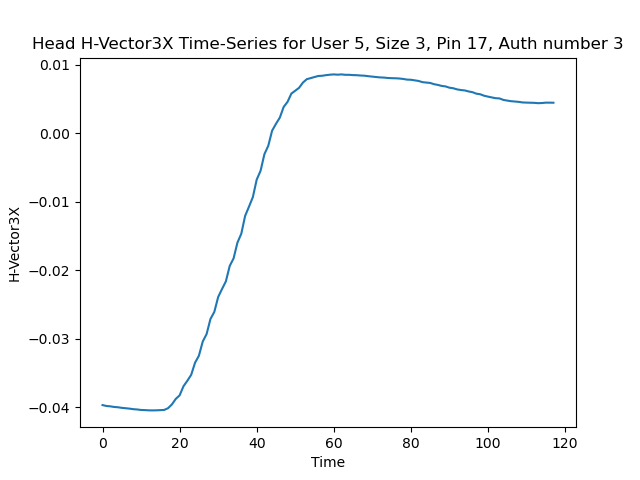 Head H-Vector3X Time-Series for User 5, Size 3, Pin 17, Auth number 3
0.01
0.00
−0.01
−0.02
−0.03
−0.04
H-Vector3X
0 20 40 60 80 100 120
Time